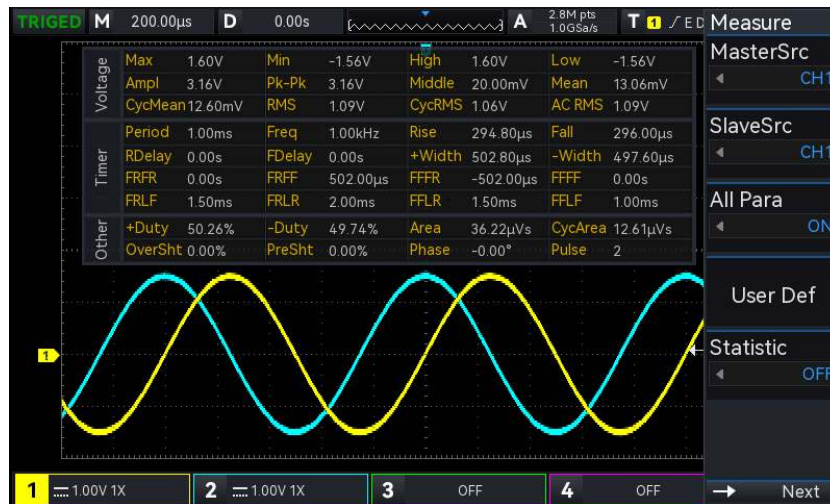 TRIGED M 200.00μs D 0.00s A 2.8M pts 1.0GSa/s T 1 E D Measure
Voltage
Max 1.60V Min -1.56V High 1.60V Low -1.56V
Ampl 3.16V Pk-Pk 3.16V Middle 20.00mV Mean 13.06mV
CycMean 12.60mV RMS 1.09V CycRMS 1.06V AC RMS 1.09V
Timer
Period 1.00ms Freq 1.00kHz Rise 294.80μs Fall 296.00μs
RDelay 0.00s FDelay 0.00s +Width 502.80μs -Width 497.60μs
FRFR 0.00s FRFF 502.00μs FFFR -502.00μs FFFF 0.00s
FRLF 1.50ms FRLR 2.00ms FFLR 1.50ms FFLF 1.00ms
Other
+Duty 50.26% -Duty 49.74% Area 36.22μVs CycArea 12.61μVs
OverSht 0.00% PreSht 0.00% Phase -0.00° Pulse 2
MasterSrc
CH1
SlaveSrc
CH1
All Para
ON
User Def
Statistic
OFF
Next
1
1 1.00V 1X 2 1.00V 1X 3 OFF 4 OFF